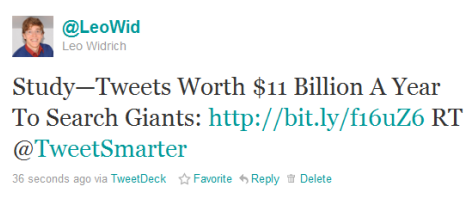 @LeoWid
Leo Widrich
Study—Tweets Worth $11 Billion A Year
To Search Giants: http://bit.ly/f16uZ6 RT
@TweetSmarter
36 seconds ago via TweetDeck Favorite Reply Delete